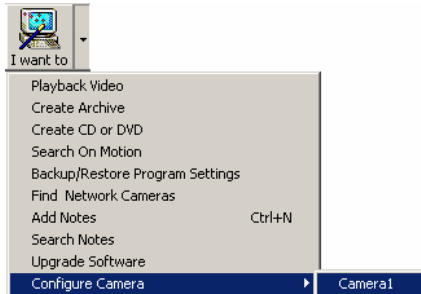 I want to
Playback Video
Create Archive
Create CD or DVD
Search On Motion
Backup/Restore Program Settings
Find Network Cameras
Add Notes Ctrl+N
Search Notes
Upgrade Software
Configure Camera Camera1